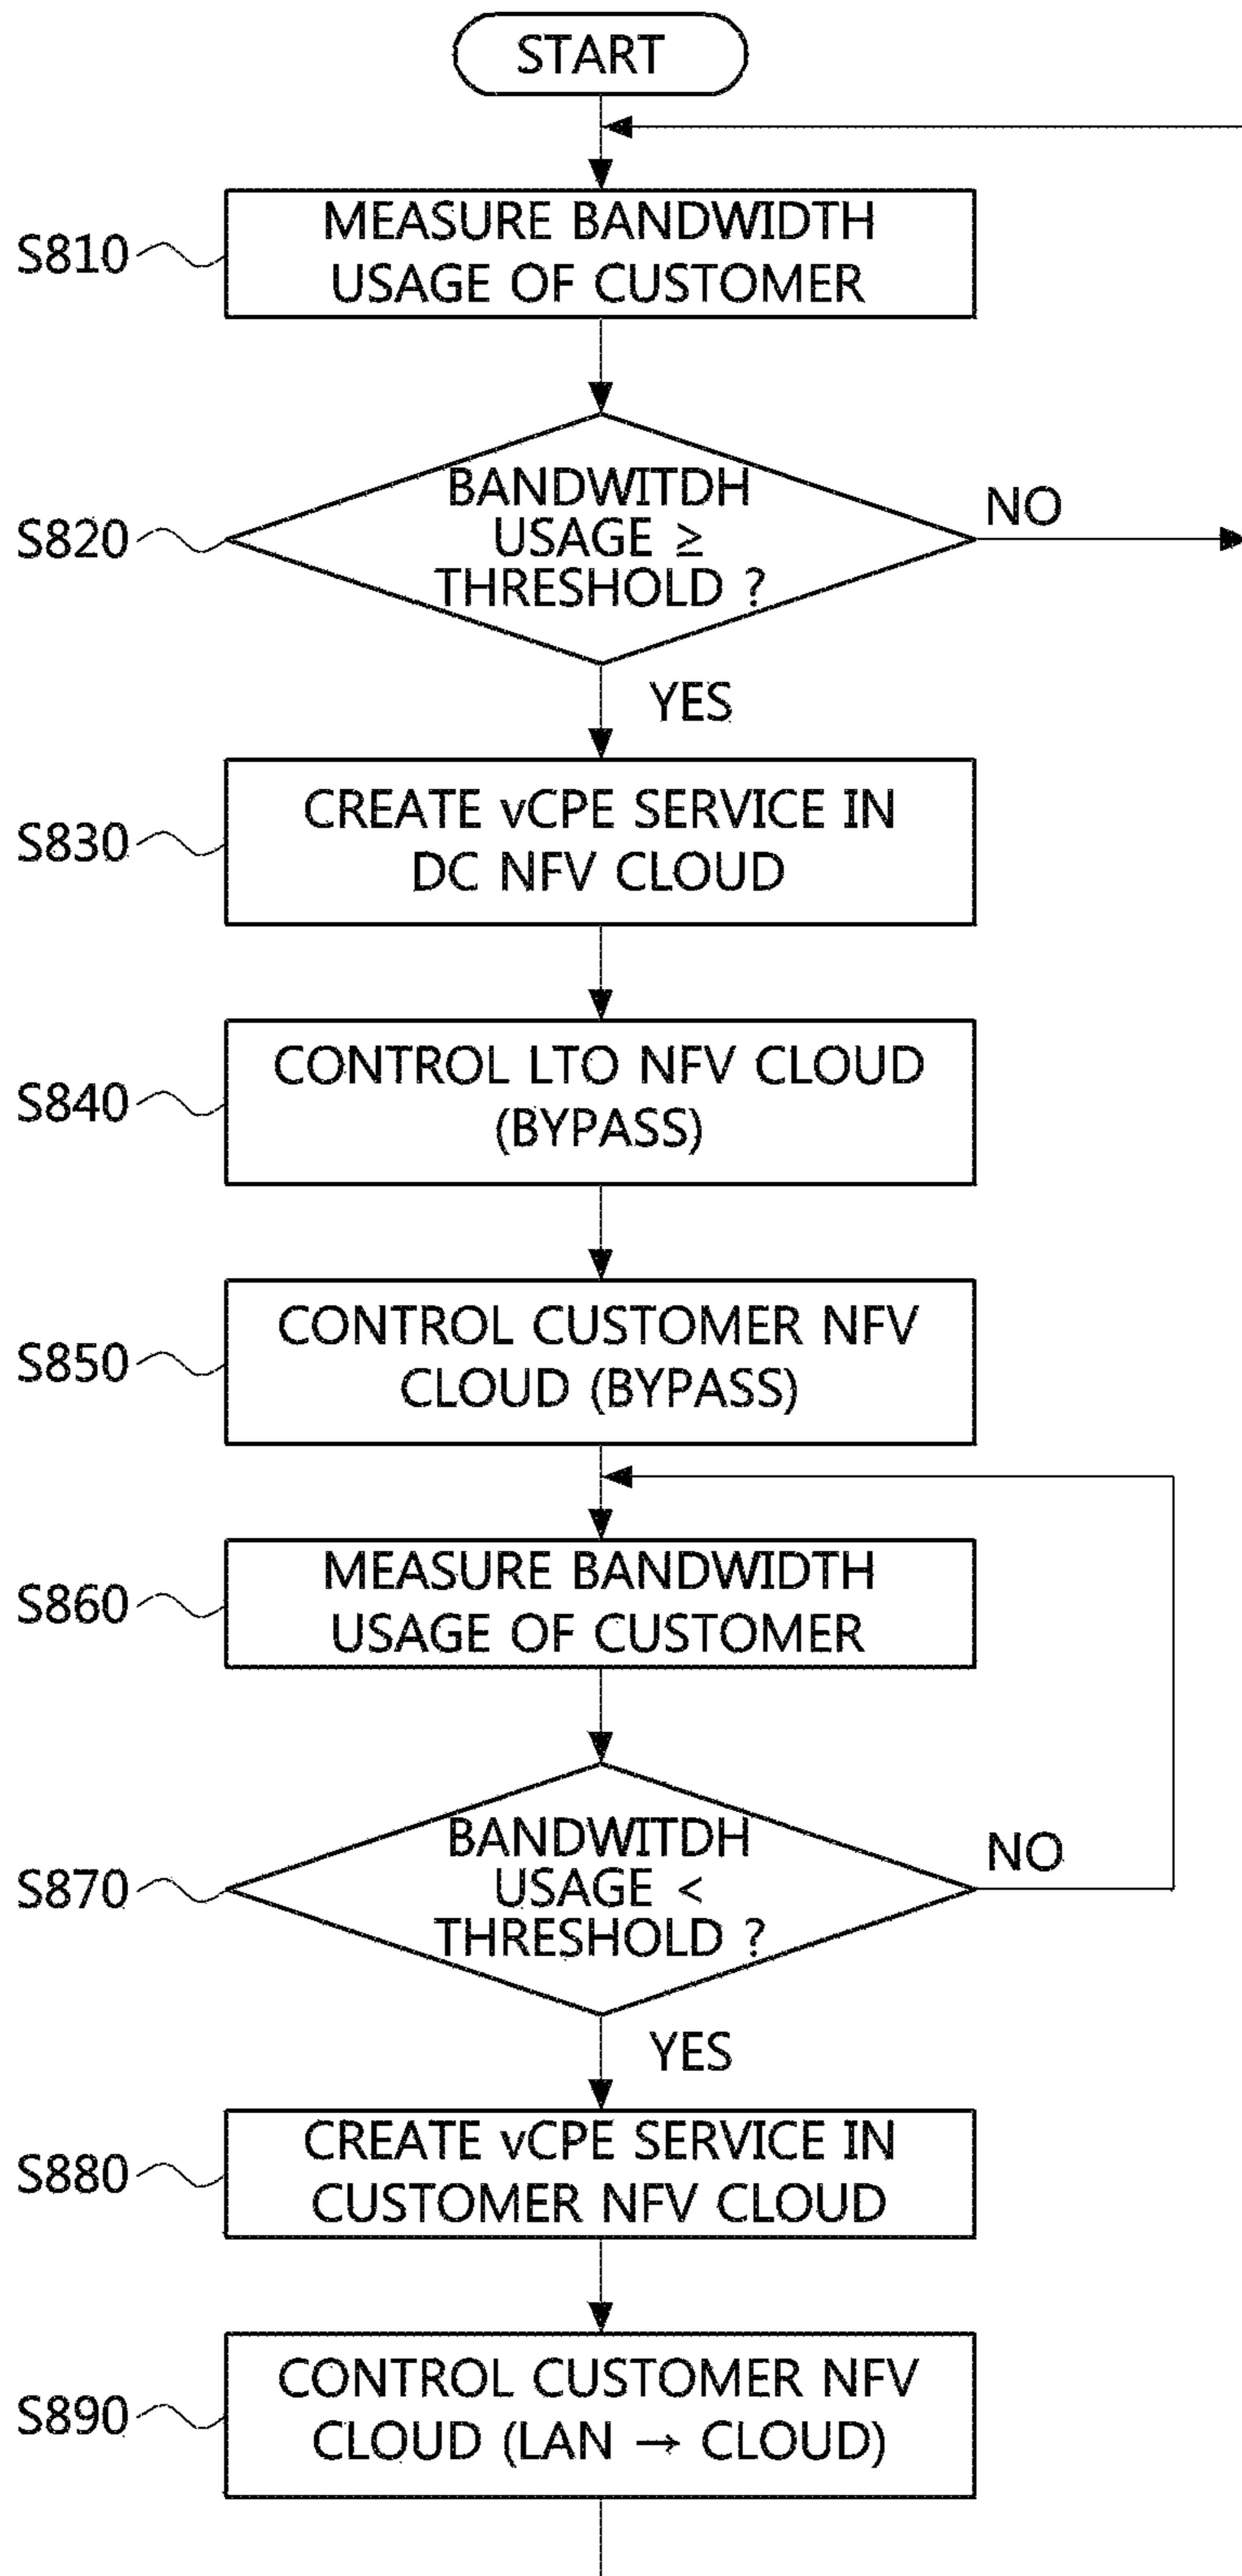 START
S810
MEASURE BANDWIDTH
USAGE OF CUSTOMER
S820
BANDWITDH
USAGE ≥
THRESHOLD ?
NO
YES
S830
CREATE vCPE SERVICE IN
DC NFV CLOUD
S840
CONTROL LTO NFV CLOUD
(BYPASS)
S850
CONTROL CUSTOMER NFV
CLOUD (BYPASS)
S860
MEASURE BANDWIDTH
USAGE OF CUSTOMER
S870
BANDWITDH
USAGE <
THRESHOLD ?
NO
YES
S880
CREATE vCPE SERVICE IN
CUSTOMER NFV CLOUD
S890
CONTROL CUSTOMER NFV
CLOUD (LAN → CLOUD)